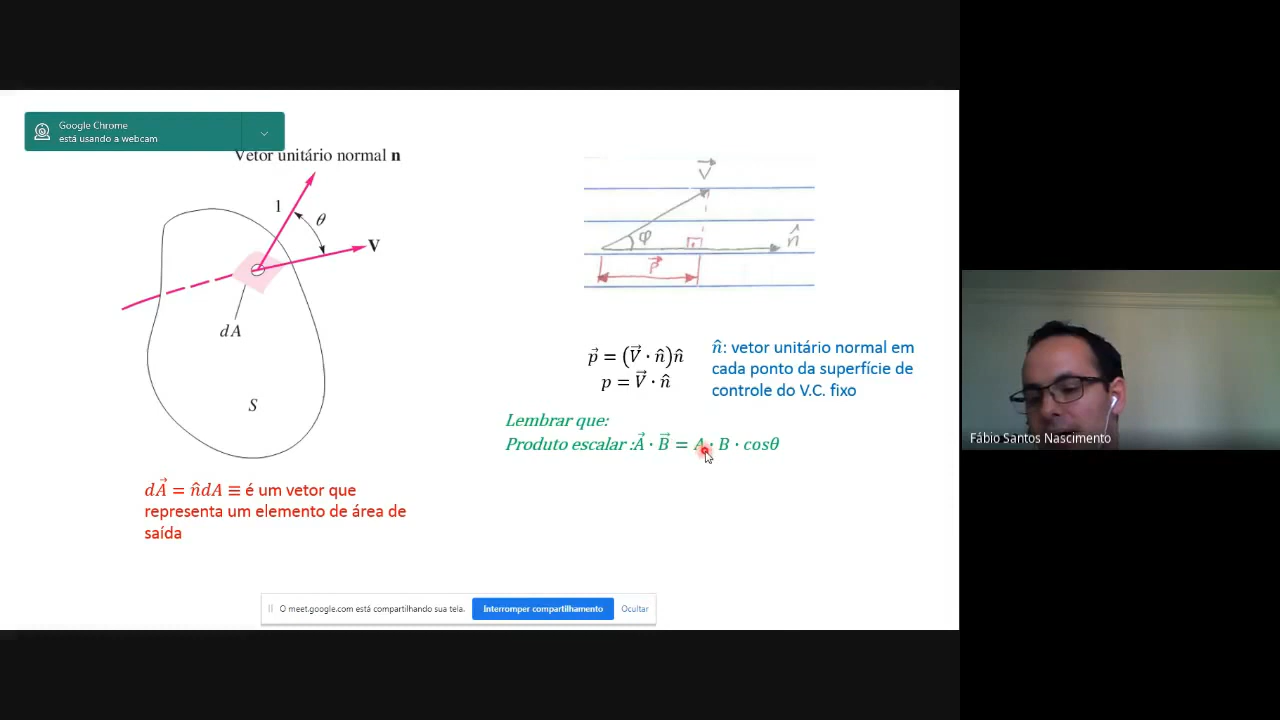 Google Chrome
está usando a webcam
Vetor unitário normal n
1
θ
V
dA
S
V⃗
φ
n̂
P⃗
p⃗ = (V⃗ · n̂)n̂
p = V⃗ · n̂
n̂: vetor unitário normal em
cada ponto da superfície de
controle do V.C. fixo
Lembrar que:
Produto escalar :A⃗ · B⃗ = A · B · cosθ
dA⃗ = n̂dA ≡ é um vetor que
representa um elemento de área de
saída
Fábio Santos Nascimento
O meet.google.com está compartilhando sua tela.
Interromper compartilhamento
Ocultar